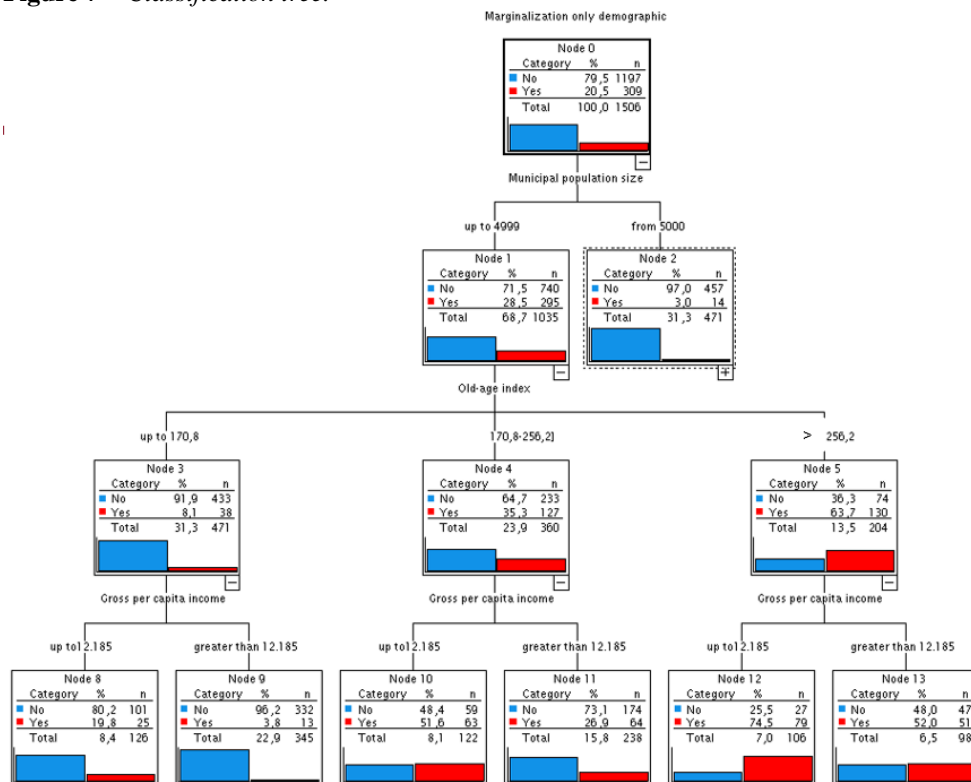 Marginalization only demographic
Node 0
Category % n
No 79,5 1197
Yes 20,5 309
Total 100,0 1506
Municipal population size
up to 4999
from 5000
Node 1
Category % n
No 71,5 740
Yes 28,5 295
Total 68,7 1035
Node 2
Category % n
No 97,0 457
Yes 3,0 14
Total 31,3 471
Old-age index
up to 170,8
170,8-256,2]
> 256,2
Node 3
Category % n
No 91,9 433
Yes 8,1 38
Total 31,3 471
Node 4
Category % n
No 64,7 233
Yes 35,3 127
Total 23,9 360
Node 5
Category % n
No 36,3 74
Yes 63,7 130
Total 13,5 204
Gross per capita income
Gross per capita income
Gross per capita income
up to12.185
greater than 12.185
up to12.185
greater than 12.185
up to12.185
greater than 12.185
Node 8
Category % n
No 80,2 101
Yes 19,8 25
Total 8,4 126
Node 9
Category % n
No 96,2 332
Yes 3,8 13
Total 22,9 345
Node 10
Category % n
No 48,4 59
Yes 51,6 63
Total 8,1 122
Node 11
Category % n
No 73,1 174
Yes 26,9 64
Total 15,8 238
Node 12
Category % n
No 25,5 27
Yes 74,5 79
Total 7,0 106
Node 13
Category % n
No 48,0 47
Yes 52,0 51
Total 6,5 98